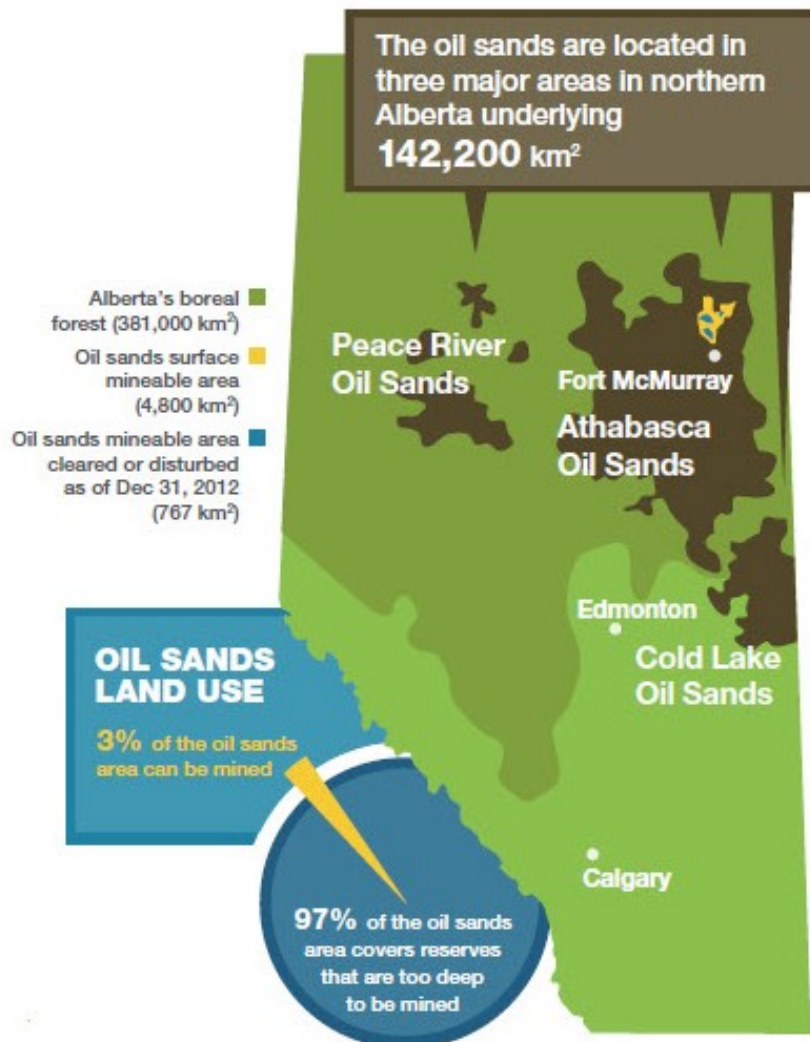 The oil sands are located in
three major areas in northern
Alberta underlying
142,200 km²
Alberta's boreal
forest (381,000 km²)
Oil sands surface
mineable area
(4,800 km²)
Oil sands mineable area
cleared or disturbed
as of Dec 31, 2012
(767 km²)
Peace River
Oil Sands
Fort McMurray
Athabasca
Oil Sands
Edmonton
Cold Lake
Oil Sands
Calgary
OIL SANDS
LAND USE
3% of the oil sands
area can be mined
97% of the oil sands
area covers reserves
that are too deep
to be mined